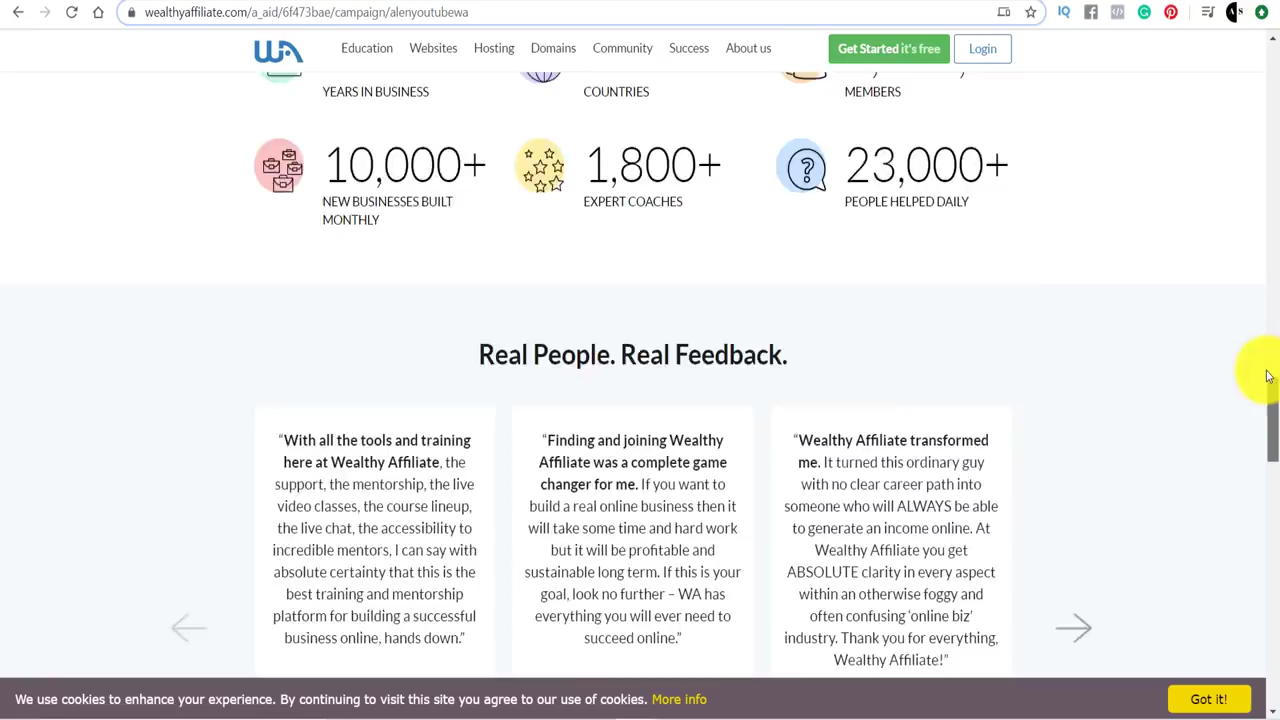 wealthyaffiliate.com/a_aid/6f473bae/campaign/alenyoutubewa
WA
Education Websites Hosting Domains Community Success About us
Get Started it's free
Login
YEARS IN BUSINESS
COUNTRIES
MEMBERS
10,000+
NEW BUSINESSES BUILT
MONTHLY
1,800+
EXPERT COACHES
23,000+
PEOPLE HELPED DAILY
Real People. Real Feedback.
“With all the tools and training
here at Wealthy Affiliate, the
support, the mentorship, the live
video classes, the course lineup,
the live chat, the accessibility to
incredible mentors, I can say with
absolute certainty that this is the
best training and mentorship
platform for building a successful
business online, hands down.”
“Finding and joining Wealthy
Affiliate was a complete game
changer for me. If you want to
build a real online business then it
will take some time and hard work
but it will be profitable and
sustainable long term. If this is your
goal, look no further – WA has
everything you will ever need to
succeed online.”
“Wealthy Affiliate transformed
me. It turned this ordinary guy
with no clear career path into
someone who will ALWAYS be able
to generate an income online. At
Wealthy Affiliate you get
ABSOLUTE clarity in every aspect
within an otherwise foggy and
often confusing ‘online biz’
industry. Thank you for everything,
Wealthy Affiliate!”
We use cookies to enhance your experience. By continuing to visit this site you agree to our use of cookies. More info
Got it!